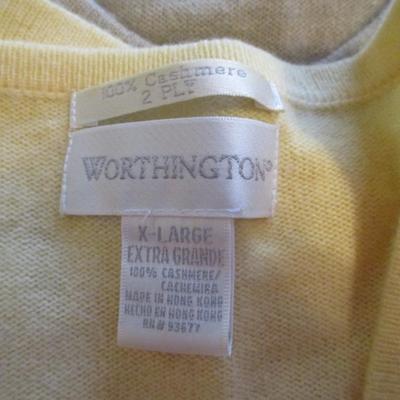 100% Cashmere
2 PLY
WORTHINGTON®
X-LARGE
EXTRA GRANDE
100% CASHMERE/
CACHEMIRA
MADE IN HONG KONG
HECHO EN HONG KONG
RN# 93677